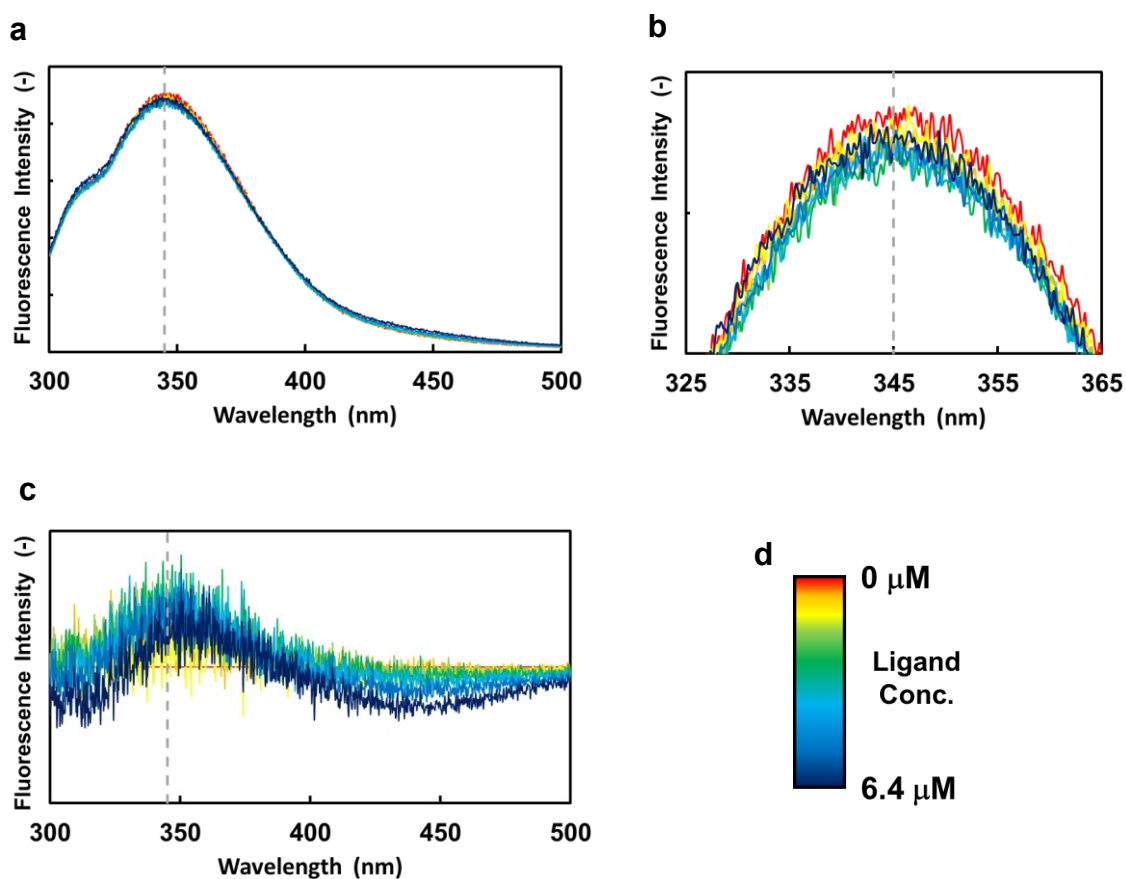 a
Fluorescence Intensity (-)
300 350 400 450 500
Wavelength (nm)
b
Fluorescence Intensity (-)
325 335 345 355 365
Wavelength (nm)
c
Fluorescence Intensity (-)
300 350 400 450 500
Wavelength (nm)
d
0 μM
Ligand
Conc.
6.4 μM